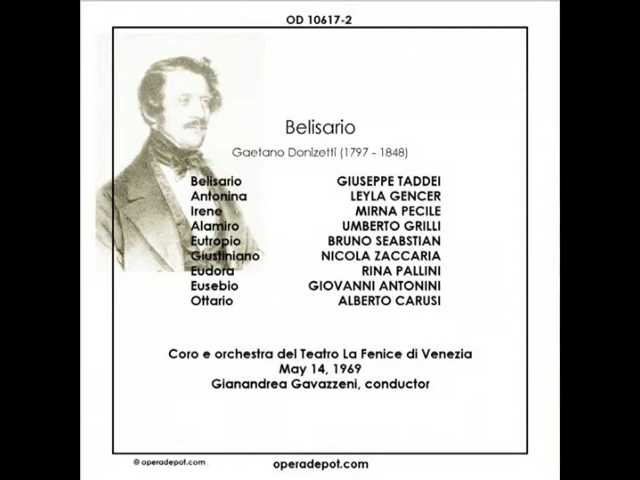 OD 10617-2
Belisario
Gaetano Donizetti (1797 - 1848)
Belisario GIUSEPPE TADDEI
Antonina LEYLA GENCER
Irene MIRNA PECILE
Alamiro UMBERTO GRILLI
Eutropio BRUNO SEABSTIAN
Giustiniano NICOLA ZACCARIA
Eudora RINA PALLINI
Eusebio GIOVANNI ANTONINI
Ottario ALBERTO CARUSI
Coro e orchestra del Teatro La Fenice di Venezia
May 14, 1969
Gianandrea Gavazzeni, conductor
© operadepot.com
operadepot.com